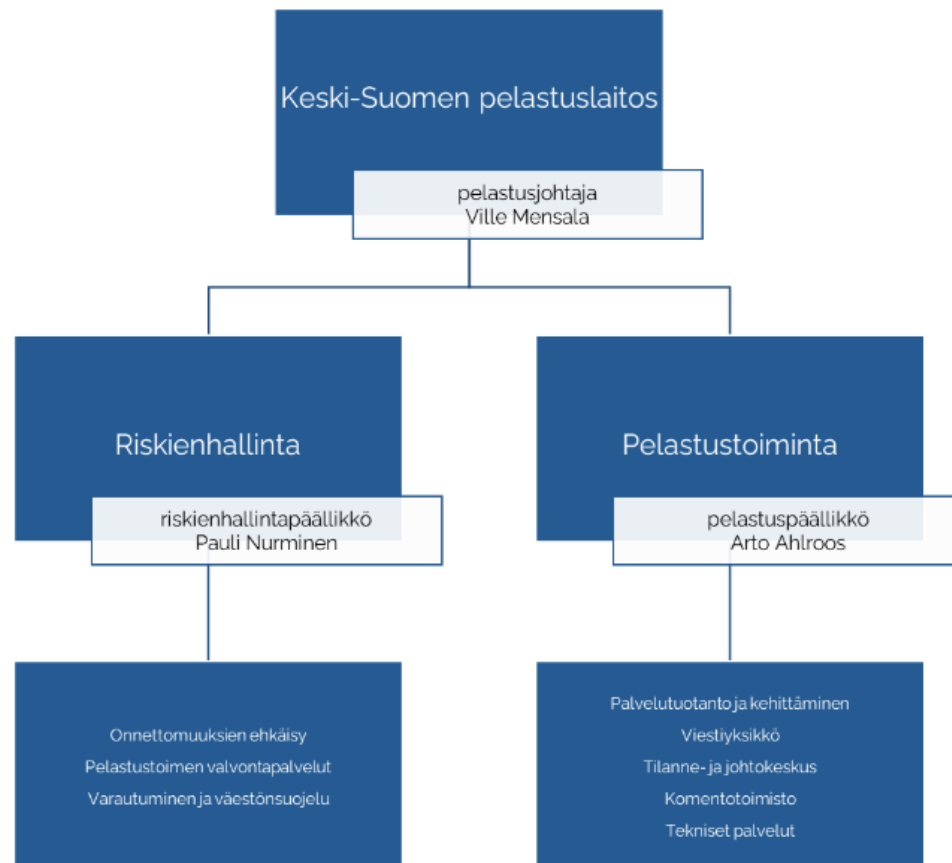 Keski-Suomen pelastuslaitos
pelastusjohtaja
Ville Mensala
Riskienhallinta
riskienhallintapäällikkö
Pauli Nurminen
Pelastustoiminta
pelastuspäällikkö
Arto Ahlroos
Onnettomuuksien ehkäisy
Pelastustoimen valvontapalvelut
Varautuminen ja väestönsuojelu
Palvelutuotanto ja kehittäminen
Viestiyksikkö
Tilanne- ja johtokeskus
Komentotoimisto
Tekniset palvelut